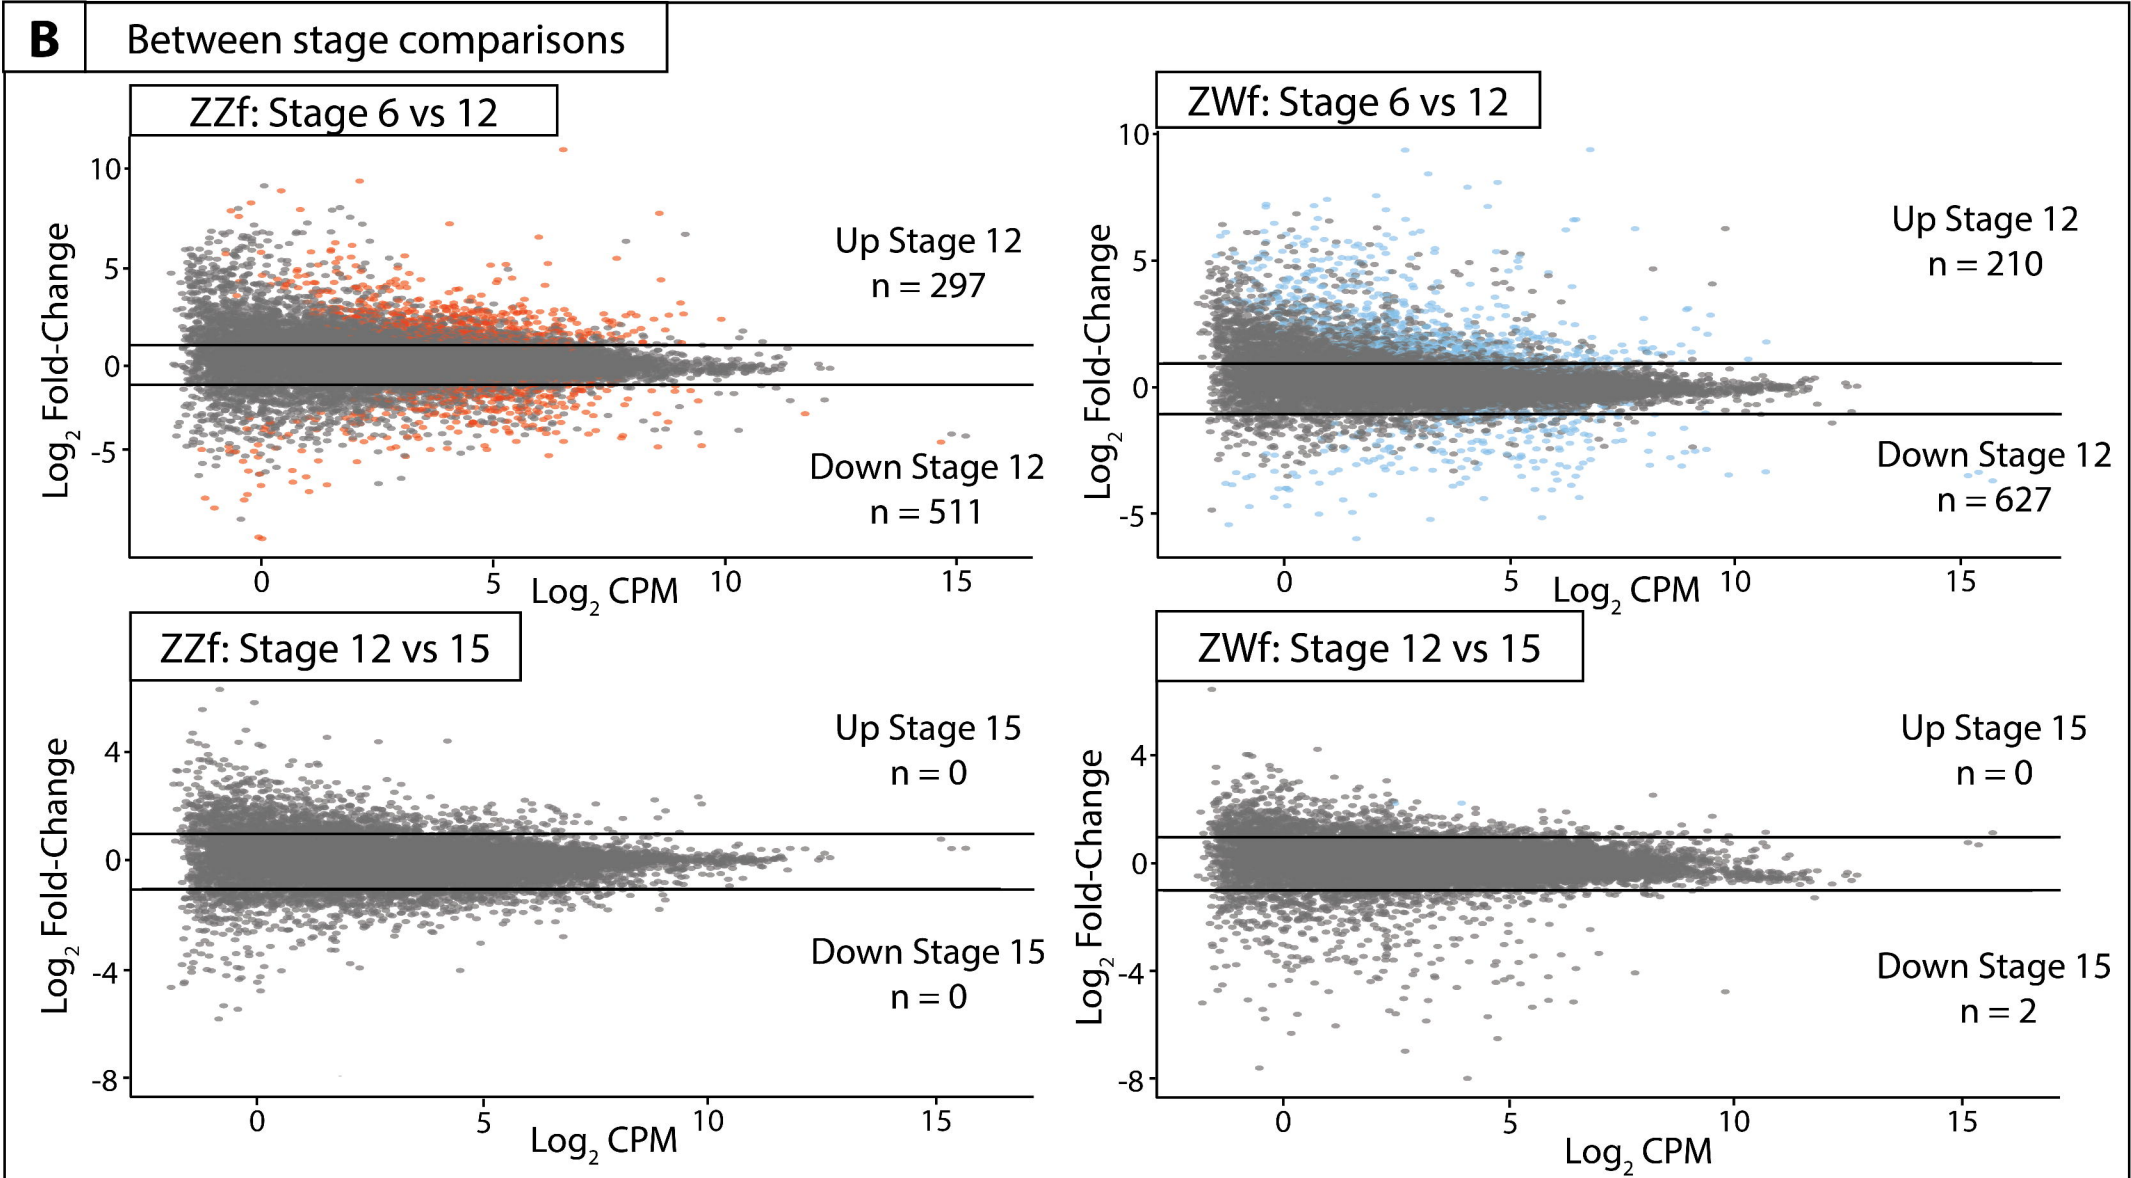 B Between stage comparisons
ZZf: Stage 6 vs 12
10
5
0
-5
Log2 Fold-Change
Up Stage 12
n = 297
Down Stage 12
n = 511
0 5 10 15
Log2 CPM
ZWf: Stage 6 vs 12
10
5
0
-5
Log2 Fold-Change
Up Stage 12
n = 210
Down Stage 12
n = 627
0 5 10 15
Log2 CPM
ZZf: Stage 12 vs 15
4
0
-4
-8
Log2 Fold-Change
Up Stage 15
n = 0
Down Stage 15
n = 0
0 5 10 15
Log2 CPM
ZWf: Stage 12 vs 15
4
0
-4
-8
Log2 Fold-Change
Up Stage 15
n = 0
Down Stage 15
n = 2
0 5 10 15
Log2 CPM